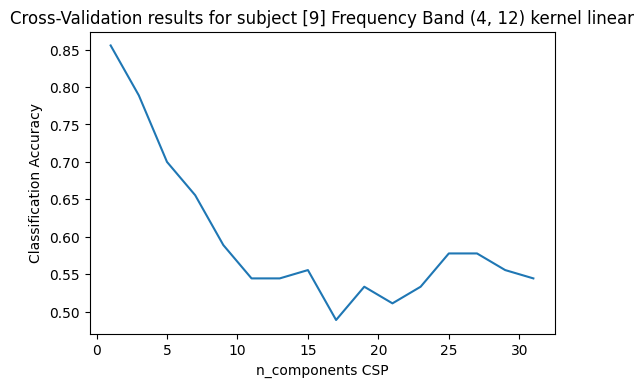 Cross-Validation results for subject [9] Frequency Band (4, 12) kernel linear
0.85
0.80
0.75
0.70
0.65
0.60
0.55
0.50
Classification Accuracy
0 5 10 15 20 25 30
n_components CSP